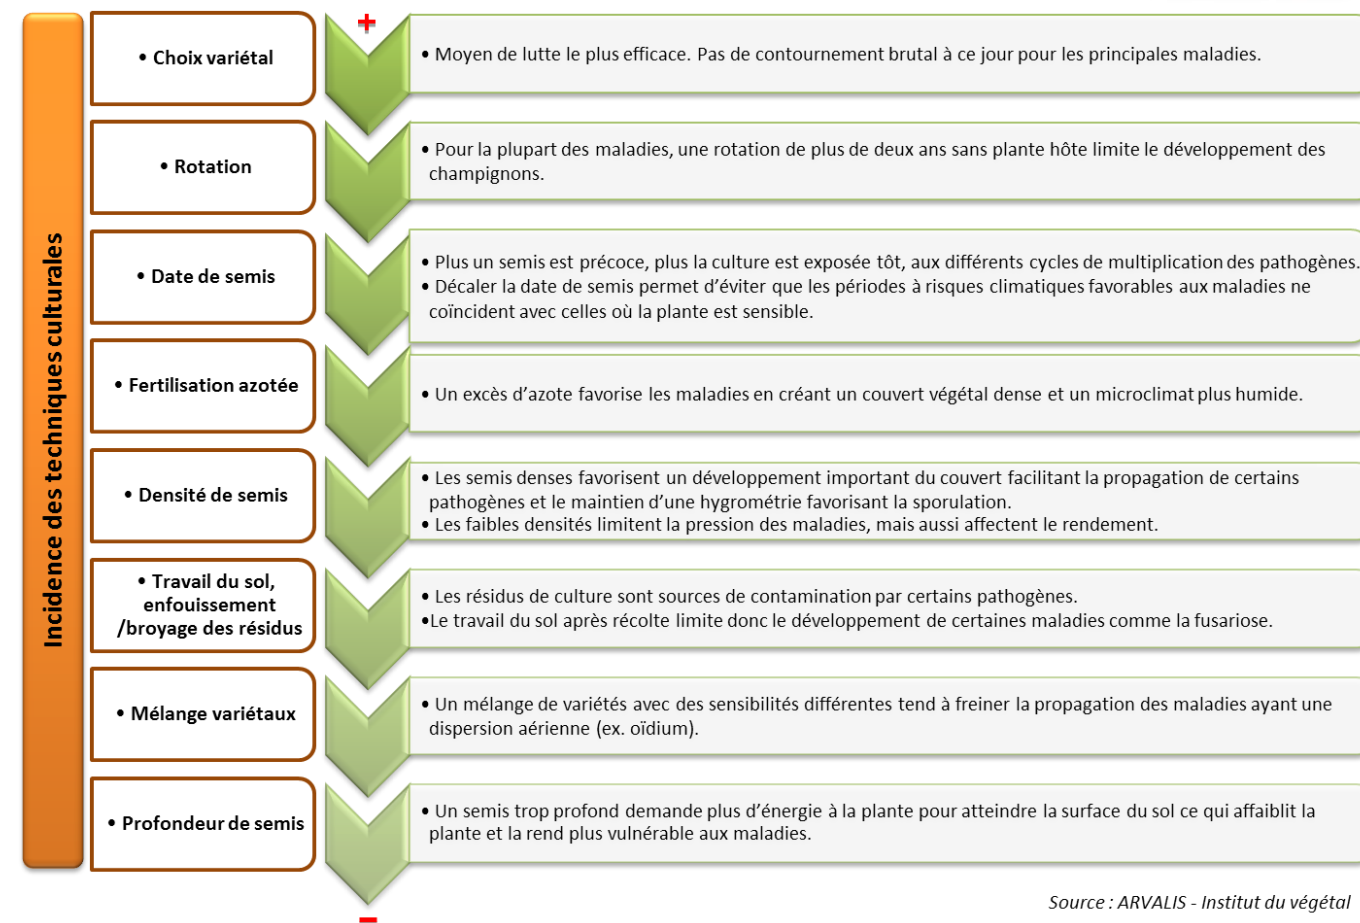 Incidence des techniques culturales
+
• Choix variétal
• Moyen de lutte le plus efficace. Pas de contournement brutal à ce jour pour les principales maladies.
• Rotation
• Pour la plupart des maladies, une rotation de plus de deux ans sans plante hôte limite le développement des
champignons.
• Date de semis
• Plus un semis est précoce, plus la culture est exposée tôt, aux différents cycles de multiplication des pathogènes.
• Décaler la date de semis permet d’éviter que les périodes à risques climatiques favorables aux maladies ne
coïncident avec celles où la plante est sensible.
• Fertilisation azotée
• Un excès d’azote favorise les maladies en créant un couvert végétal dense et un microclimat plus humide.
• Densité de semis
• Les semis denses favorisent un développement important du couvert facilitant la propagation de certains
pathogènes et le maintien d’une hygrométrie favorisant la sporulation.
• Les faibles densités limitent la pression des maladies, mais aussi affectent le rendement.
• Travail du sol,
enfouissement
/broyage des résidus
• Les résidus de culture sont sources de contamination par certains pathogènes.
•Le travail du sol après récolte limite donc le développement de certaines maladies comme la fusariose.
• Mélange variétaux
• Un mélange de variétés avec des sensibilités différentes tend à freiner la propagation des maladies ayant une
dispersion aérienne (ex. oïdium).
• Profondeur de semis
• Un semis trop profond demande plus d’énergie à la plante pour atteindre la surface du sol ce qui affaiblit la
plante et la rend plus vulnérable aux maladies.
–
Source : ARVALIS - Institut du végétal